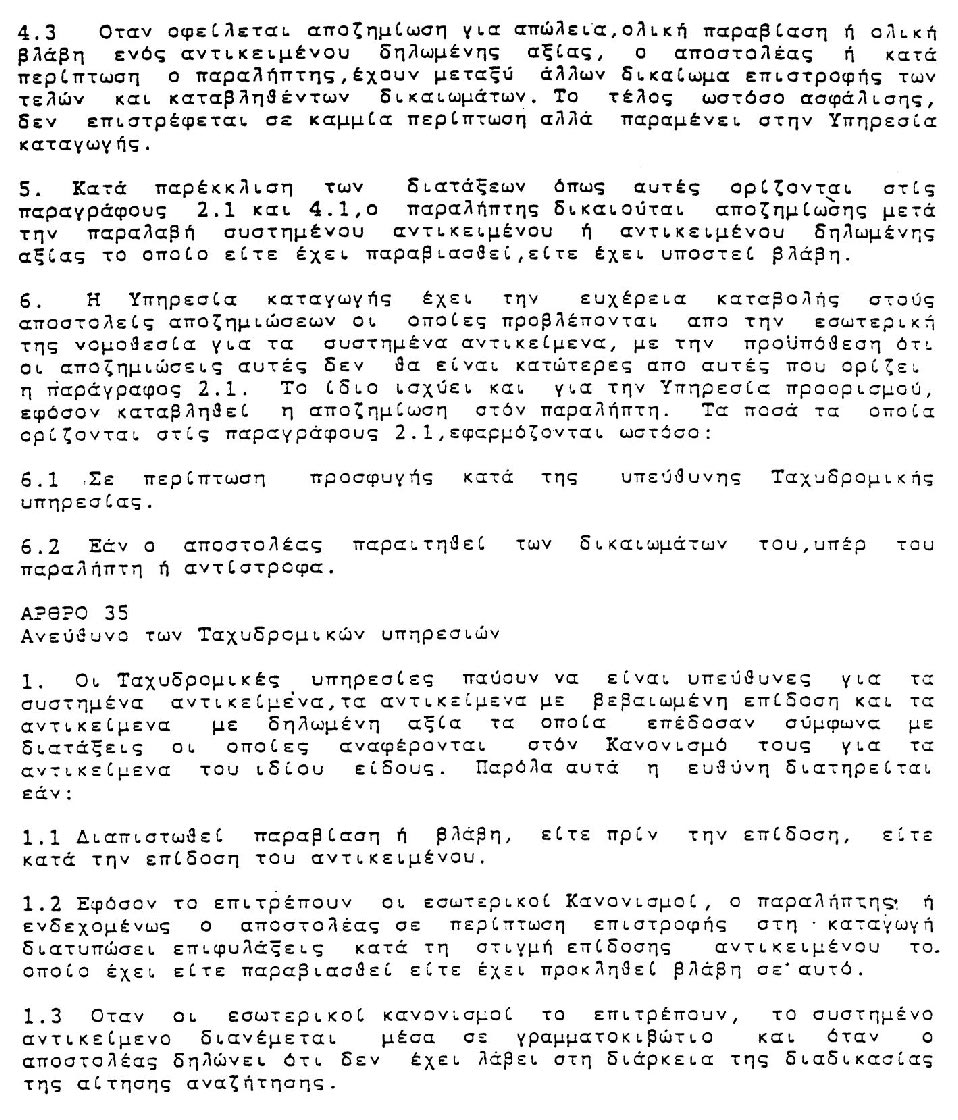 4.3 Οταν οφείλεται αποζημίωση για απώλεια,ολική παραβίαση ή ολική
βλάβη ενός αντικειμένου δηλωμένης αξίας, ο αποστολέας ή κατά
περίπτωση ο παραλήπτης,έχουν μεταξύ άλλων δικαίωμα επιστροφής των
τελών και καταβληθέντων δικαιωμάτων. Το τέλος ωστόσο ασφάλισης,
δεν επιστρέφεται σε καμμία περίπτωση αλλά παραμένει στην Υπηρεσία
καταγωγής.
5. Κατά παρέκκλιση των διατάξεων όπως αυτές ορίζονται στίς
παραγράφους 2.1 και 4.1,ο παραλήπτης δικαιούται αποζημίωσης μετά
την παραλαβή συστημένου αντικειμένου ή αντικειμένου δηλωμένης
αξίας το οποίο είτε έχει παραβιασθεί,είτε έχει υποστεί βλάβη.
6. Η Υπηρεσία καταγωγής έχει την ευχέρεια καταβολής στούς
αποστολείς αποζημιώσεων οι οποίες προβλέπονται απο την εσωτερική
της νομοθεσία για τα συστημένα αντικείμενα, με την προϋπόθεση ότι
οι αποζημιώσεις αυτές δεν θα είναι κατώτερες απο αυτές που ορίζει
η παράγραφος 2.1. Το ίδιο ισχύει και για την Υπηρεσία προορισμού,
εφόσον καταβληθεί η αποζημίωση στόν παραλήπτη. Τα ποσά τα οποία
ορίζονται στίς παραγράφους 2.1,εφαρμόζονται ωστόσο:
6.1 Σε περίπτωση προσφυγής κατά της υπεύθυνης Ταχυδρομικής
υπηρεσίας.
6.2 Εάν ο αποστολέας παραιτηθεί των δικαιωμάτων του,υπέρ του
παραλήπτη ή αντίστροφα.
ΑΡΘΡΟ 35
Ανεύθυνο των Ταχυδρομικών υπηρεσιών
1. Οι Ταχυδρομικές υπηρεσίες παύουν να είναι υπεύθυνες για τα
συστημένα αντικείμενα,τα αντικείμενα με βεβαιωμένη επίδοση και τα
αντικείμενα με δηλωμένη αξία τα οποία επέδοσαν σύμφωνα με
διατάξεις οι οποίες αναφέρονται στόν Κανονισμό τους για τα
αντικείμενα του ιδίου είδους. Παρόλα αυτά η ευθύνη διατηρείται
εάν:
1.1 Διαπιστωθεί παραβίαση ή βλάβη, είτε πρίν την επίδοση, είτε
κατά την επίδοση του αντικειμένου.
1.2 Εφόσον το επιτρέπουν οι εσωτερικοί Κανονισμοί, ο παραλήπτης ή
ενδεχομένως ο αποστολέας σε περίπτωση επιστροφής στη καταγωγή
διατυπώσει επιφυλάξεις κατά τη στιγμή επίδοσης αντικειμένου το
οποίο έχει είτε παραβιασθεί είτε έχει προκληθεί βλάβη σε αυτό.
1.3 Οταν οι εσωτερικοί κανονισμοί το επιτρέπουν, το συστημένο
αντικείμενο διανέμεται μέσα σε γραμματοκιβώτιο και όταν ο
αποστολέας δηλώνει ότι δεν έχει λάβει στη διάρκεια της διαδικασίας
της αίτησης αναζήτησης.